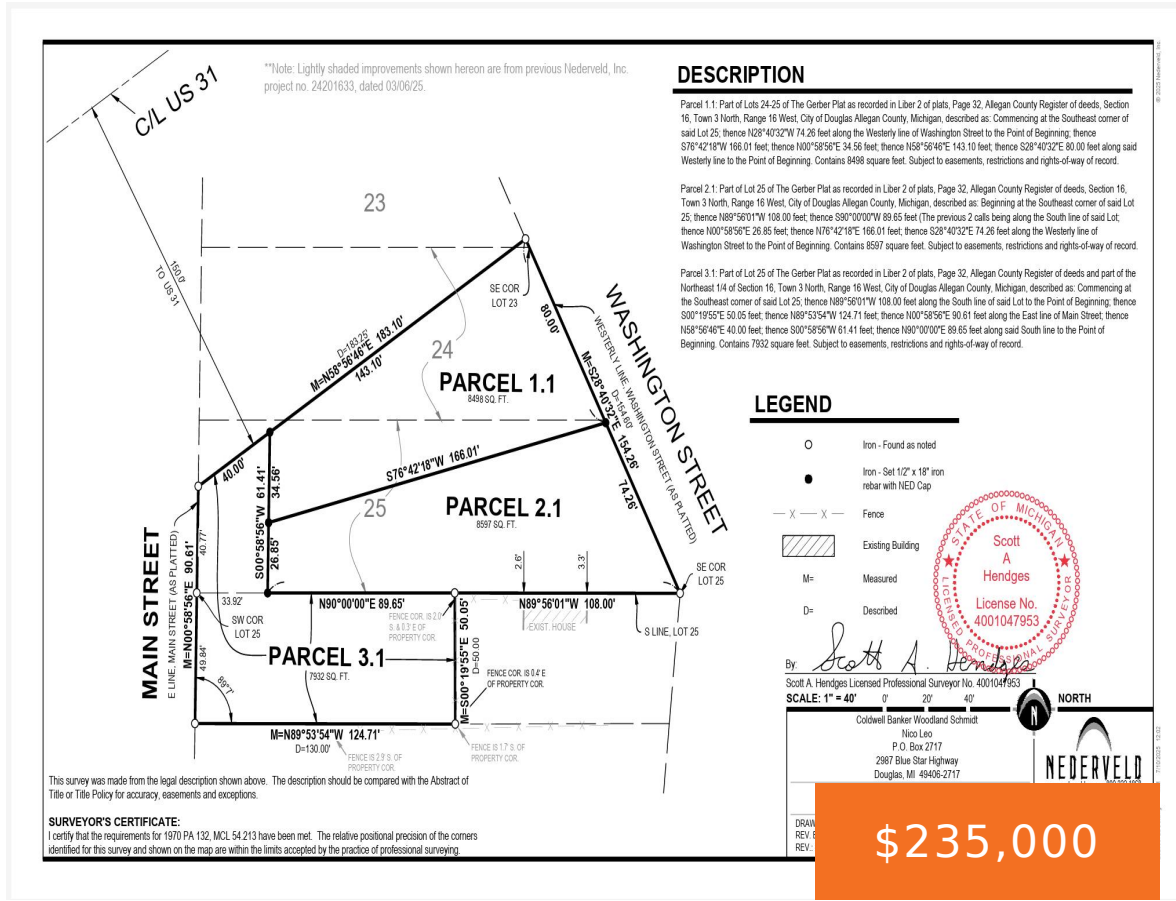 **Note: Lightly shaded improvements shown hereon are from previous Nederveld, Inc.
project no. 24201633, dated 03/06/25.
C/L US 31
150.0'
TO US 31
23
SE COR
LOT 23
D=183.25'
M=N58°56'46"E 183.10'
143.10'
24
80.00'
WASHINGTON STREET
WESTERLY LINE, WASHINGTON STREET (AS PLATTED)
M=S28°40'32"E 154.26'
D=154.60'
74.26'
PARCEL 1.1
8498 SQ. FT.
40.00'
S76°42'18"W 166.01'
S00°58'56"W 61.41'
34.56'
26.85'
25
PARCEL 2.1
8597 SQ. FT.
MAIN STREET
E LINE, MAIN STREET (AS PLATTED)
M=N00°58'56"E 90.61'
40.77'
49.84'
33.92'
SW COR
LOT 25
N90°00'00"E 89.65'
2.6'
3.3'
N89°56'01"W 108.00'
EXIST. HOUSE
SE COR
LOT 25
S LINE, LOT 25
FENCE COR. IS 2.0'
S. & 0.3' E OF
PROPERTY COR.
M=S00°19'55"E 50.05'
D=50.00
FENCE COR. IS 0.4' E
OF PROPERTY COR.
PARCEL 3.1
7932 SQ. FT.
89°7'
M=N89°53'54"W 124.71'
D=130.00'
FENCE IS 2.9' S. OF
PROPERTY COR.
FENCE IS 1.7' S. OF
PROPERTY COR.
This survey was made from the legal description shown above. The description should be compared with the Abstract of
Title or Title Policy for accuracy, easements and exceptions.
SURVEYOR'S CERTIFICATE:
I certify that the requirements for 1970 PA 132, MCL 54.213 have been met. The relative positional precision of the corners
identified for this survey and shown on the map are within the limits accepted by the practice of professional surveying.
DESCRIPTION
Parcel 1.1: Part of Lots 24-25 of The Gerber Plat as recorded in Liber 2 of plats, Page 32, Allegan County Register of deeds, Section
16, Town 3 North, Range 16 West, City of Douglas Allegan County, Michigan, described as: Commencing at the Southeast corner of
said Lot 25; thence N28°40'32"W 74.26 feet along the Westerly line of Washington Street to the Point of Beginning; thence
S76°42'18"W 166.01 feet; thence N00°58'56"E 34.56 feet; thence N58°56'46"E 143.10 feet; thence S28°40'32"E 80.00 feet along said
Westerly line to the Point of Beginning. Contains 8498 square feet. Subject to easements, restrictions and rights-of-way of record.
Parcel 2.1: Part of Lot 25 of The Gerber Plat as recorded in Liber 2 of plats, Page 32, Allegan County Register of deeds, Section 16,
Town 3 North, Range 16 West, City of Douglas Allegan County, Michigan, described as: Beginning at the Southeast corner of said Lot
25; thence N89°56'01"W 108.00 feet; thence S90°00'00"W 89.65 feet (The previous 2 calls being along the South line of said Lot;
thence N00°58'56"E 26.85 feet; thence N76°42'18"E 166.01 feet; thence S28°40'32"E 74.26 feet along the Westerly line of
Washington Street to the Point of Beginning. Contains 8597 square feet. Subject to easements, restrictions and rights-of-way of record.
Parcel 3.1: Part of Lot 25 of The Gerber Plat as recorded in Liber 2 of plats, Page 32, Allegan County Register of deeds and part of the
Northeast 1/4 of Section 16, Town 3 North, Range 16 West, City of Douglas Allegan County, Michigan, described as: Commencing at
the Southeast corner of said Lot 25; thence N89°56'01"W 108.00 feet along the South line of said Lot to the Point of Beginning; thence
S00°19'55"E 50.05 feet; thence N89°53'54"W 124.71 feet; thence N00°58'56"E 90.61 feet along the East line of Main Street; thence
N58°56'46"E 40.00 feet; thence S00°58'56"W 61.41 feet; thence N90°00'00"E 89.65 feet along said South line to the Point of
Beginning. Contains 7932 square feet. Subject to easements, restrictions and rights-of-way of record.
LEGEND
Iron - Found as noted
Iron - Set 1/2" x 18" iron
rebar with NED Cap
— X — X — Fence
Existing Building
M= Measured
D= Described
STATE OF MICHIGAN
Scott
A
Hendges
License No.
4001047953
LICENSED PROFESSIONAL SURVEYOR
By: Scott A. Hendges
Scott A. Hendges Licensed Professional Surveyor No. 4001047953
SCALE: 1" = 40' 0' 20' 40'
N
NORTH
Coldwell Banker Woodland Schmidt
Nico Leo
P.O. Box 2717
2987 Blue Star Highway
Douglas, MI 49406-2717
NEDERVELD
DRAW
REV.
REV.:
© 2025 Nederveld, Inc.
$235,000